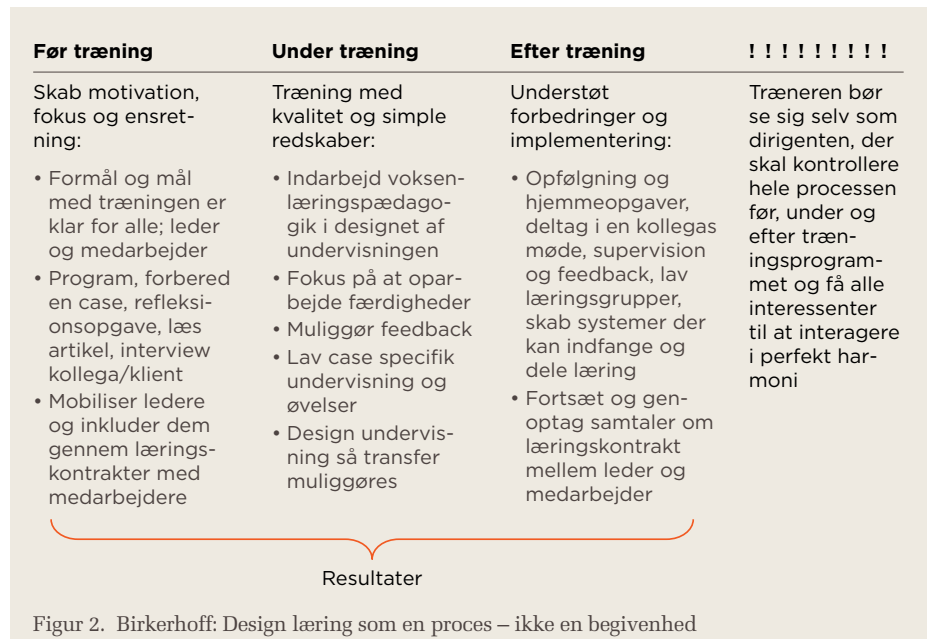 Før træning
Skab motivation,
fokus og ensret-
ning:
• Formål og mål
med træningen er
klar for alle; leder
og medarbejder
• Program, forbered
en case, refleksi-
onsopgave, læs
artikel, interview
kollega/klient
• Mobiliser ledere
og inkluder dem
gennem lærings-
kontrakter med
medarbejdere
Under træning
Træning med
kvalitet og simple
redskaber:
• Indarbejd voksen-
læringspædago-
gik i designet af
undervisningen
• Fokus på at opar-
bejde færdigheder
• Muliggør feedback
• Lav case specifik
undervisning og
øvelser
• Design undervis-
ning så transfer
muliggøres
Efter træning
Understøt
forbedringer og
implementering:
• Opfølgning og
hjemmeopgaver,
deltag i en kollegas
møde, supervision
og feedback, lav
læringsgrupper,
skab systemer der
kan indfange og
dele læring
• Fortsæt og gen-
optag samtaler om
læringskontrakt
mellem leder og
medarbejder
! ! ! ! ! ! ! ! !
Træneren bør
se sig selv som
dirigenten, der
skal kontrollere
hele processen
før, under og
efter træn-
ingsprogram-
met og få alle
interessenter
til at interagere
i perfekt har-
moni
Resultater
Figur 2. Birkerhoff: Design læring som en proces – ikke en begivenhed